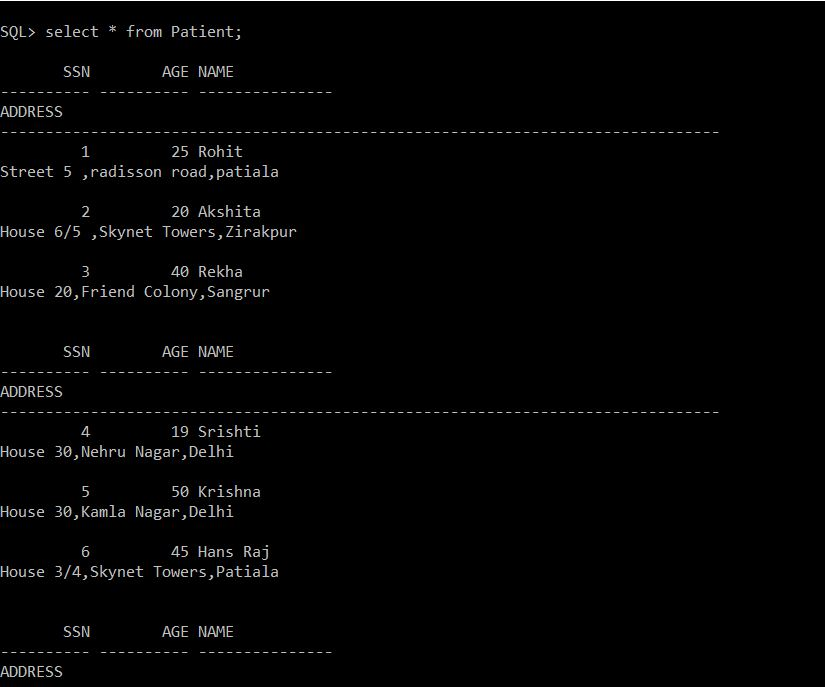 SQL> select * from Patient;
       SSN        AGE NAME
---------- ---------- ---------------
ADDRESS
--------------------------------------------------------------------------------
         1         25 Rohit
Street 5 ,radisson road,patiala
         2         20 Akshita
House 6/5 ,Skynet Towers,Zirakpur
         3         40 Rekha
House 20,Friend Colony,Sangrur
       SSN        AGE NAME
---------- ---------- ---------------
ADDRESS
--------------------------------------------------------------------------------
         4         19 Srishti
House 30,Nehru Nagar,Delhi
         5         50 Krishna
House 30,Kamla Nagar,Delhi
         6         45 Hans Raj
House 3/4,Skynet Towers,Patiala
       SSN        AGE NAME
---------- ---------- ---------------
ADDRESS